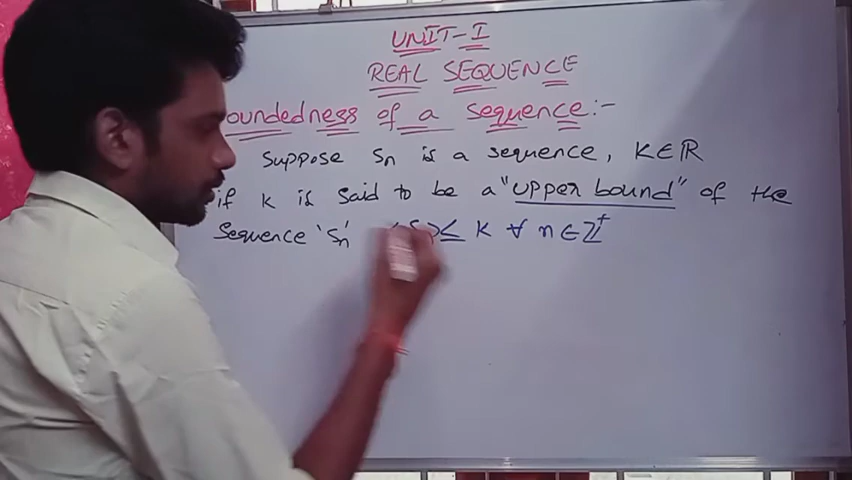 UNIT-I
REAL SEQUENCE
oundedness of a sequence:-
Suppose Sn is a sequence, K∈R
if K is said to be a "upper bound" of the
Sequence 'Sn' ≤ K ∀ n∈Z⁺